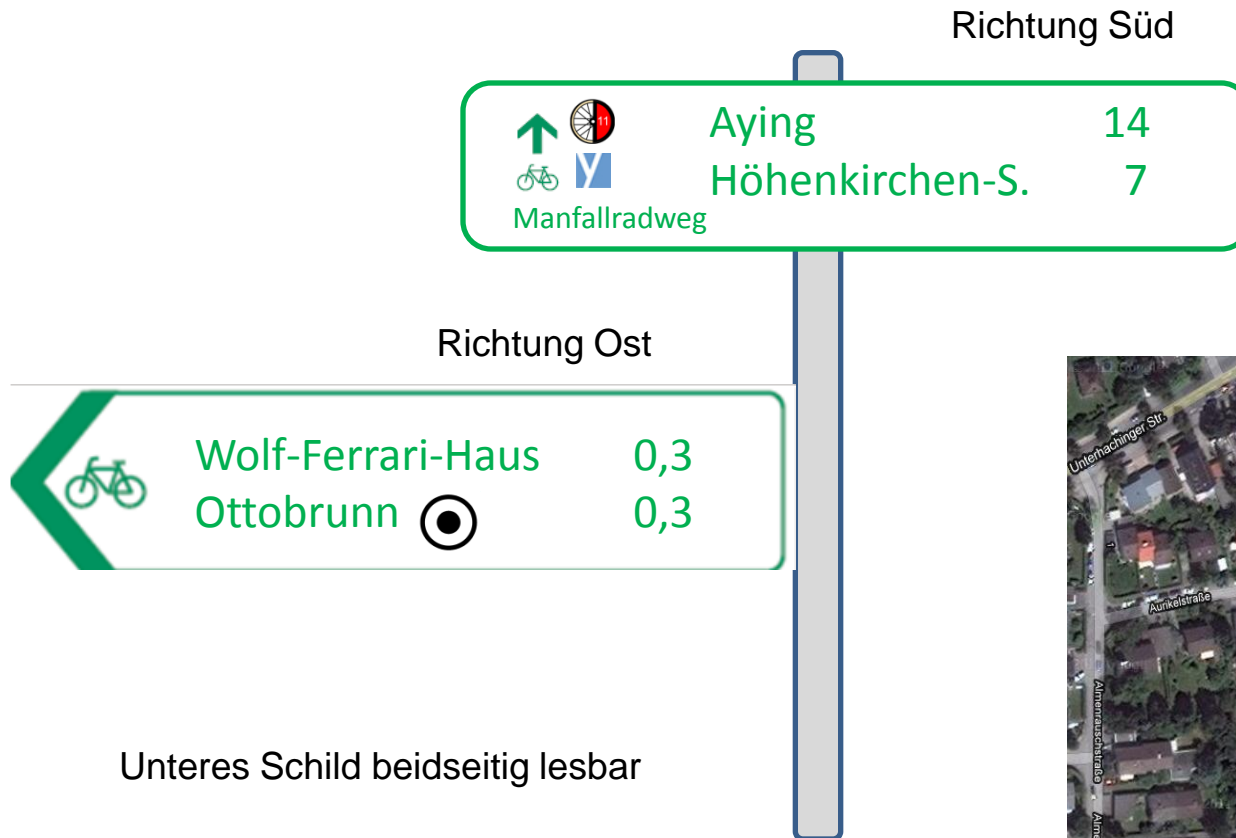 Richtung Süd
11
Aying 14
y
Höhenkirchen-S. 7
Manfallradweg
Richtung Ost
Wolf-Ferrari-Haus 0,3
Ottobrunn 0,3
Unterhachinger Str.
Aurikelstraße
Almenrauschstraße
Unteres Schild beidseitig lesbar